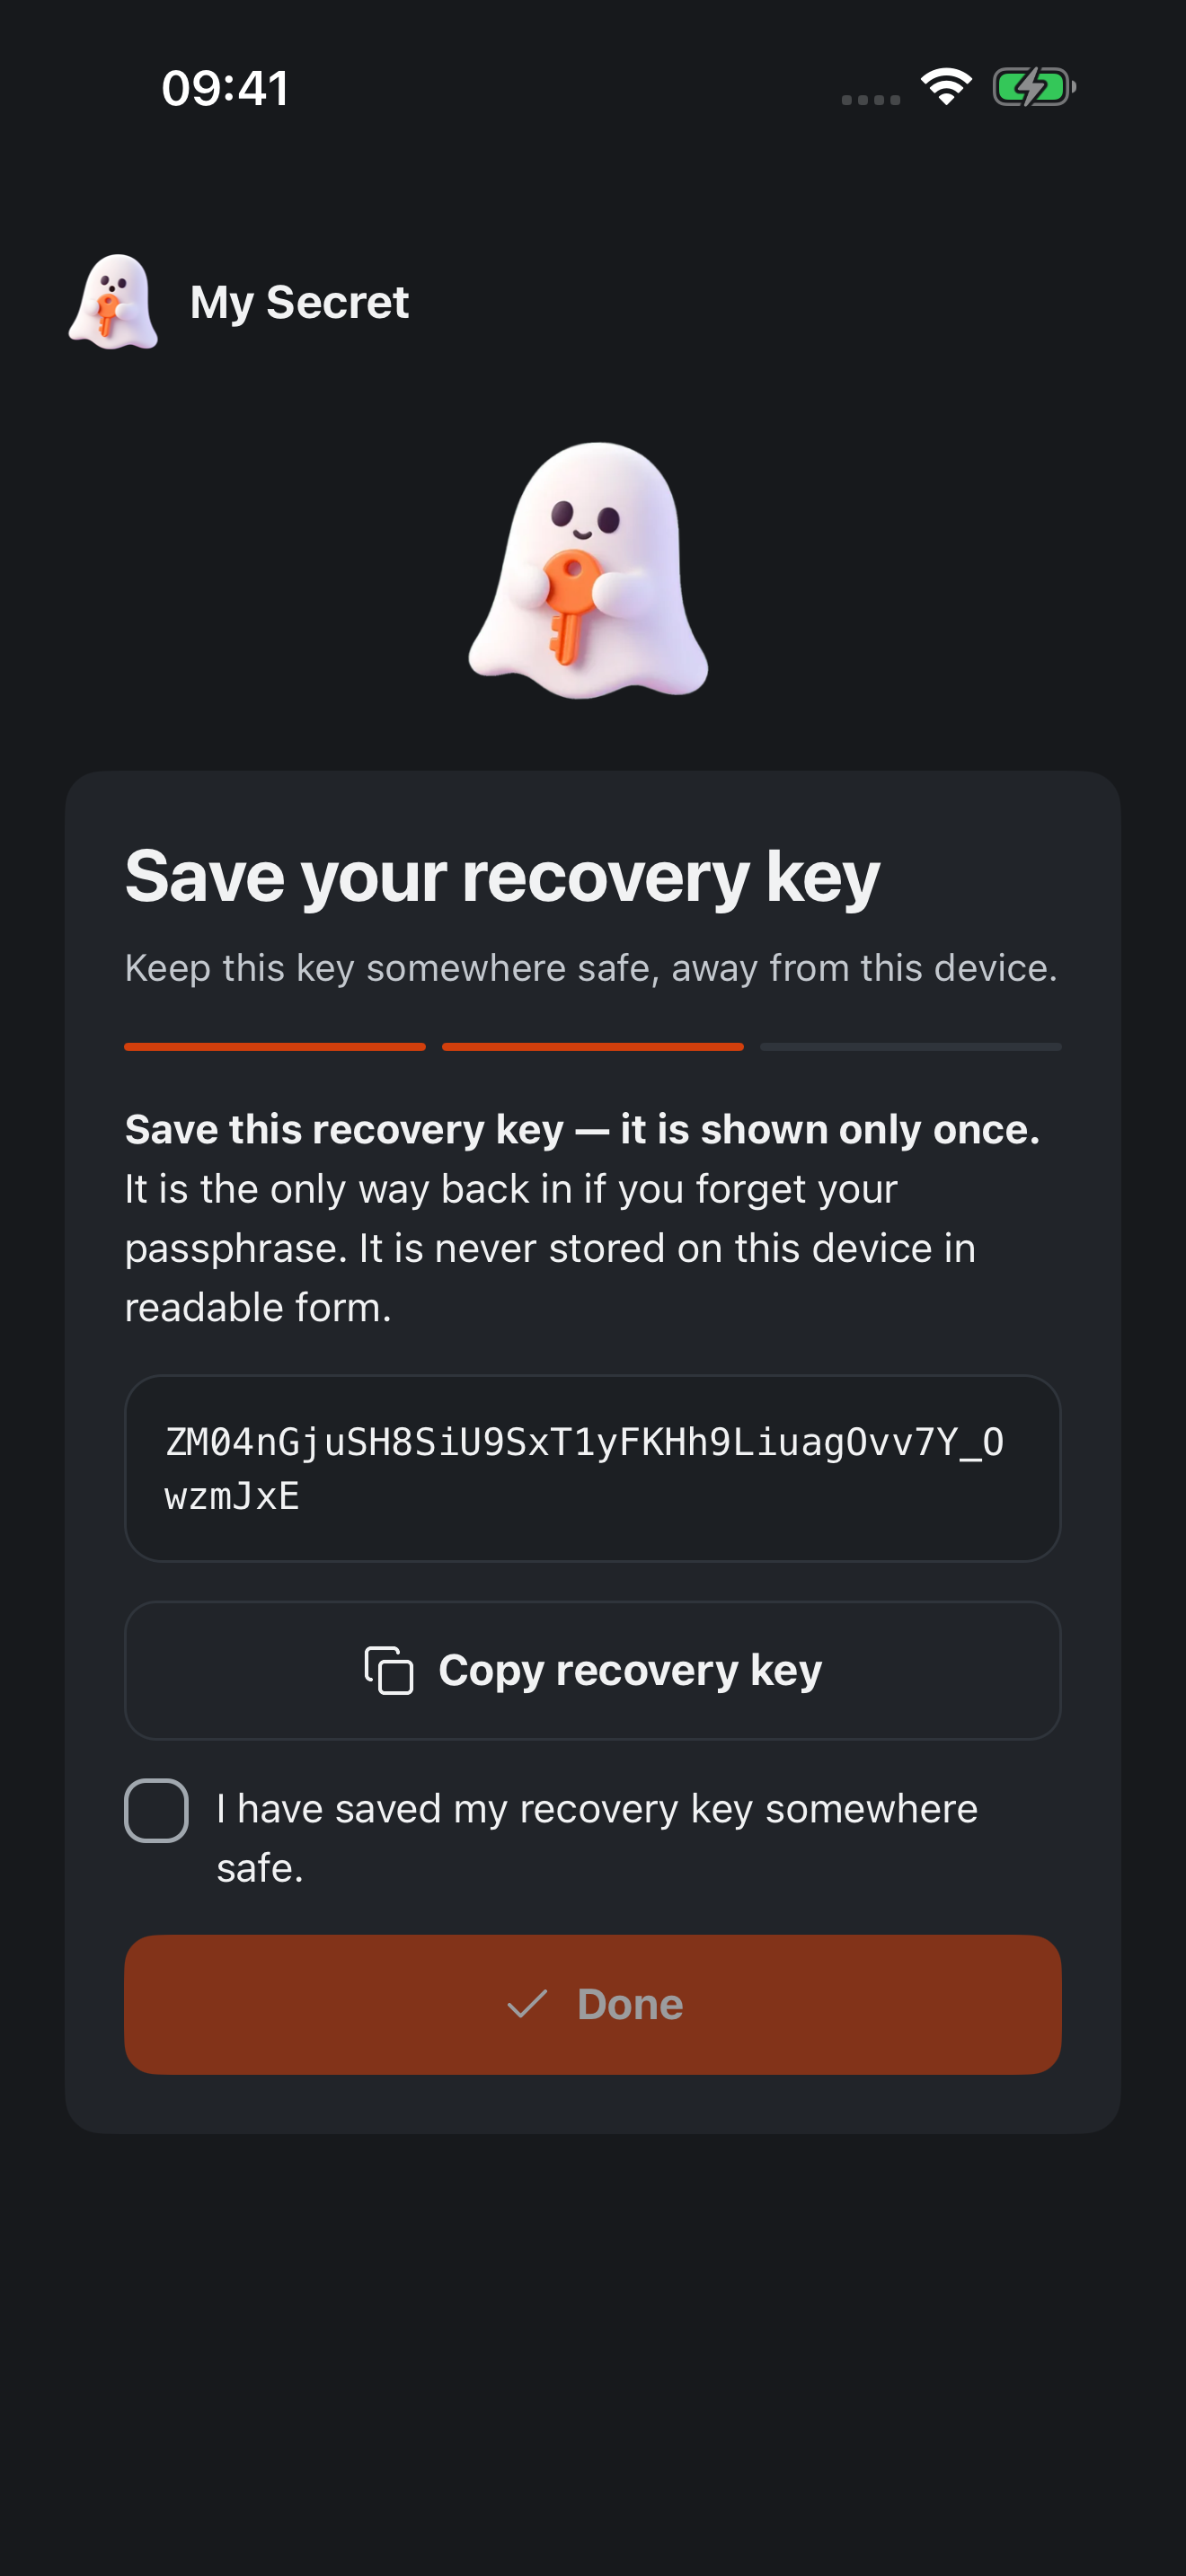 09:41
My Secret
Save your recovery key
Keep this key somewhere safe, away from this device.
Save this recovery key — it is shown only once.
It is the only way back in if you forget your
passphrase. It is never stored on this device in
readable form.
ZM04nGjuSH8SiU9SxT1yFKHh9LiuagOvv7Y_O
wzmJxE
Copy recovery key
I have saved my recovery key somewhere
safe.
Done